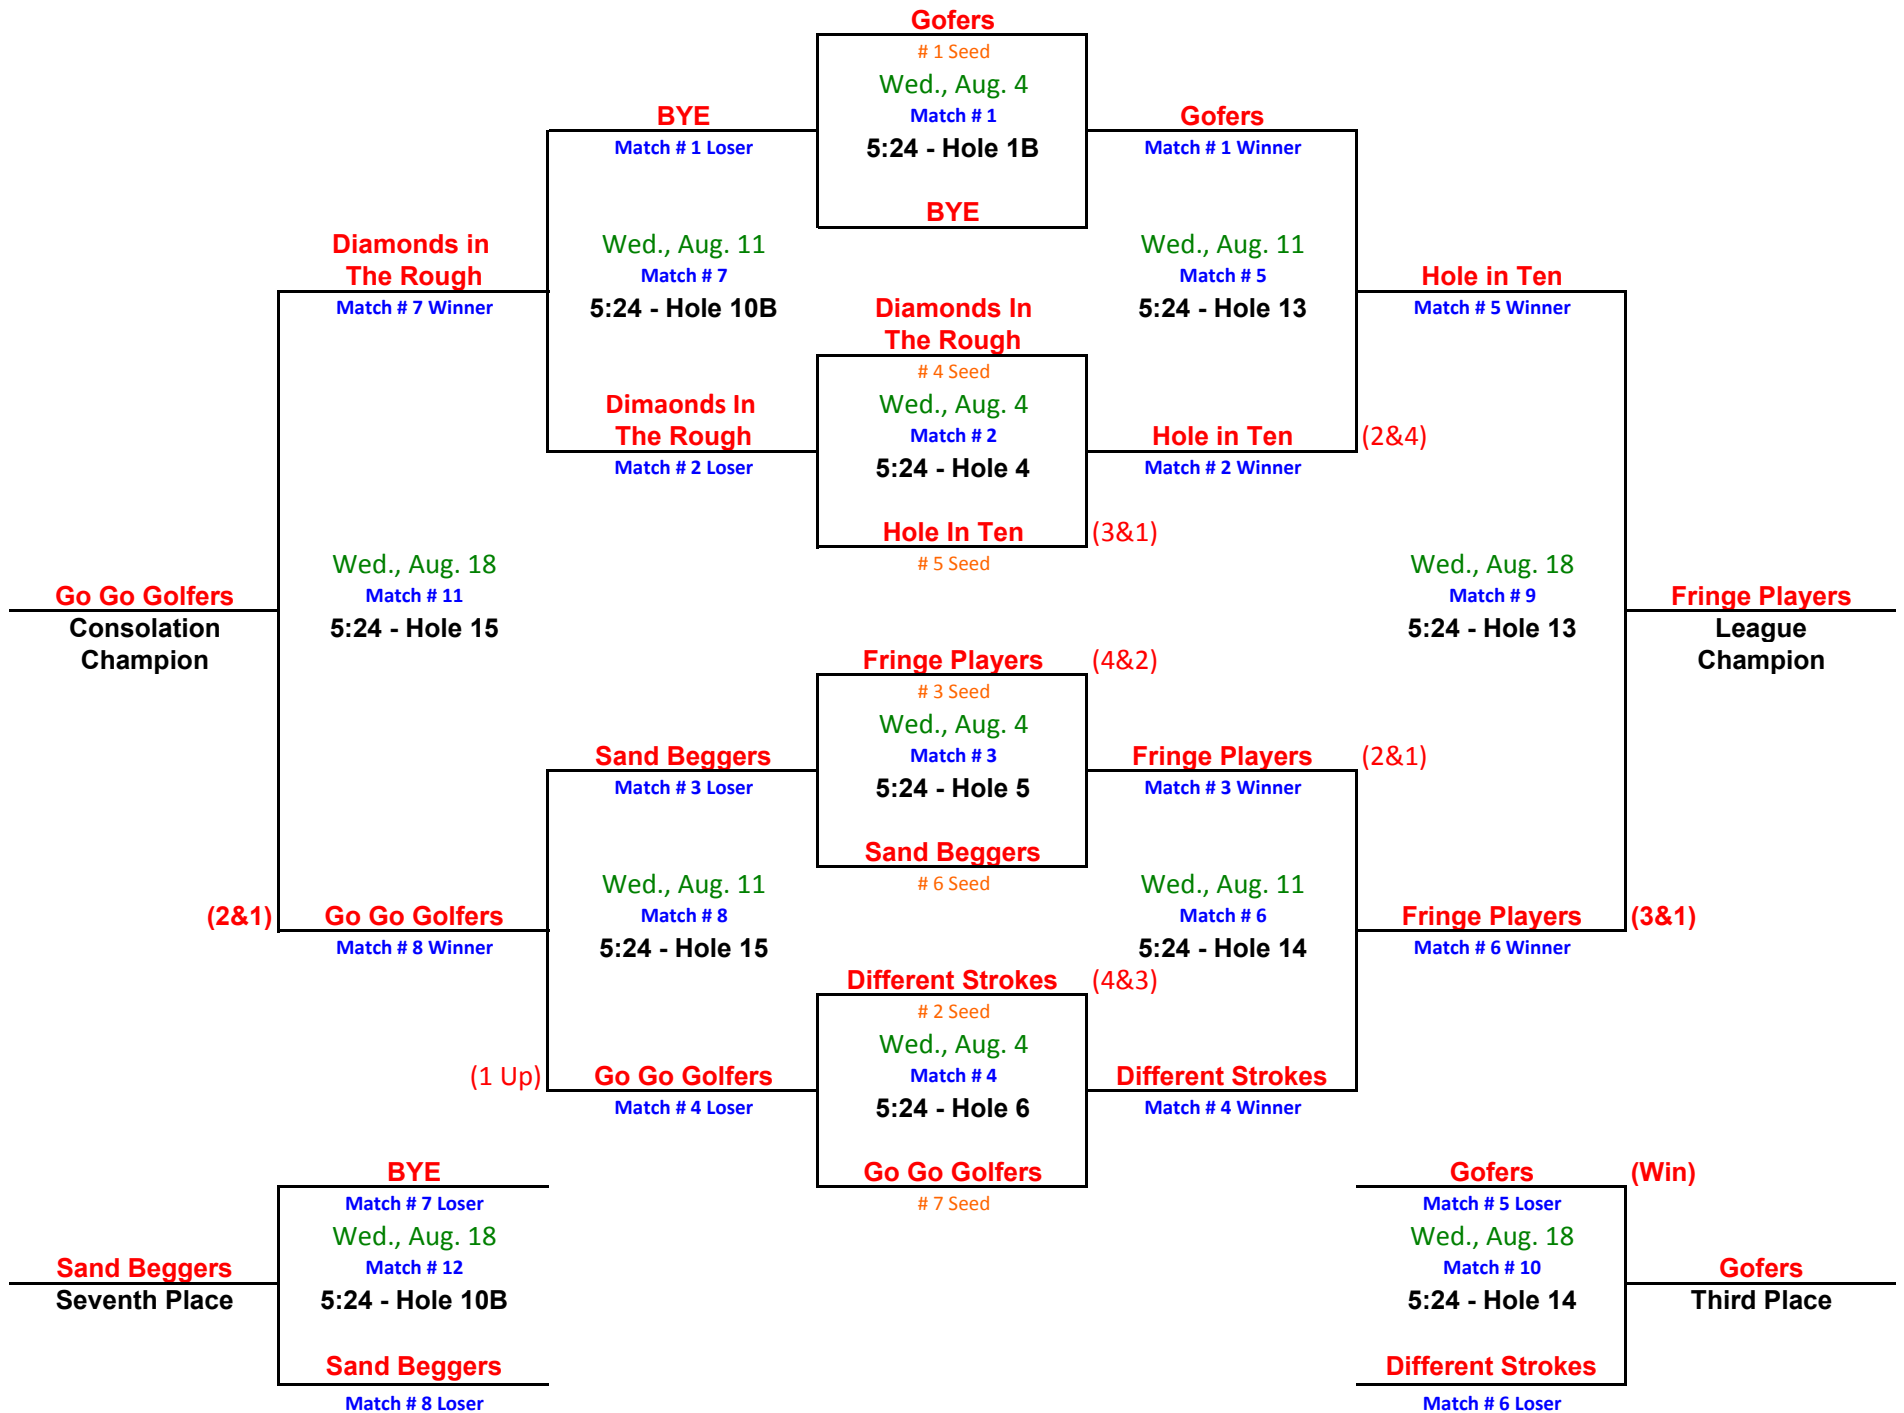 Gofers
# 1 Seed
Wed., Aug. 4
Match # 1
5:24 - Hole 1B
BYE
BYE
Match # 1 Loser
Gofers
Match # 1 Winner
Diamonds in
The Rough
Match # 7 Winner
Wed., Aug. 11
Match # 7
5:24 - Hole 10B
Wed., Aug. 11
Match # 5
5:24 - Hole 13
Hole in Ten
Match # 5 Winner
Diamonds In
The Rough
# 4 Seed
Wed., Aug. 4
Match # 2
5:24 - Hole 4
Hole In Ten
(3&1)
# 5 Seed
Dimaonds In
The Rough
Match # 2 Loser
Hole in Ten
(2&4)
Match # 2 Winner
Go Go Golfers
Consolation
Champion
Wed., Aug. 18
Match # 11
5:24 - Hole 15
Wed., Aug. 18
Match # 9
5:24 - Hole 13
Fringe Players
League
Champion
Fringe Players
(4&2)
# 3 Seed
Wed., Aug. 4
Match # 3
5:24 - Hole 5
Sand Beggers
# 6 Seed
Sand Beggers
Match # 3 Loser
Fringe Players
(2&1)
Match # 3 Winner
(2&1)
Go Go Golfers
Match # 8 Winner
Wed., Aug. 11
Match # 8
5:24 - Hole 15
Wed., Aug. 11
Match # 6
5:24 - Hole 14
Fringe Players
(3&1)
Match # 6 Winner
Different Strokes
(4&3)
# 2 Seed
Wed., Aug. 4
Match # 4
5:24 - Hole 6
Go Go Golfers
# 7 Seed
(1 Up)
Go Go Golfers
Match # 4 Loser
Different Strokes
Match # 4 Winner
BYE
Match # 7 Loser
Wed., Aug. 18
Match # 12
5:24 - Hole 10B
Sand Beggers
Match # 8 Loser
Sand Beggers
Seventh Place
Gofers
(Win)
Match # 5 Loser
Wed., Aug. 18
Match # 10
5:24 - Hole 14
Different Strokes
Match # 6 Loser
Gofers
Third Place